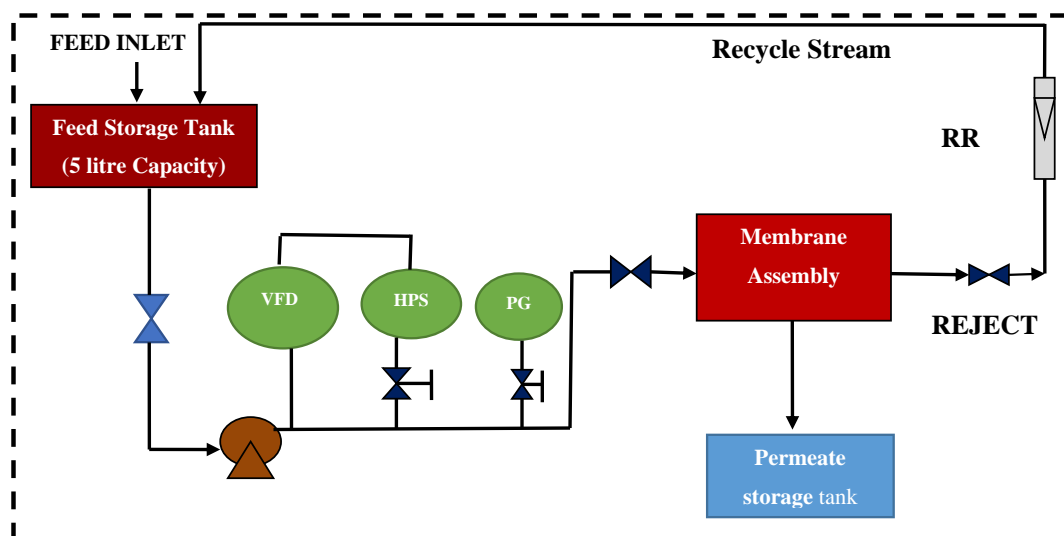 FEED INLET
Recycle Stream
Feed Storage Tank
(5 litre Capacity)
RR
VFD
HPS
PG
Membrane
Assembly
REJECT
Permeate
storage tank